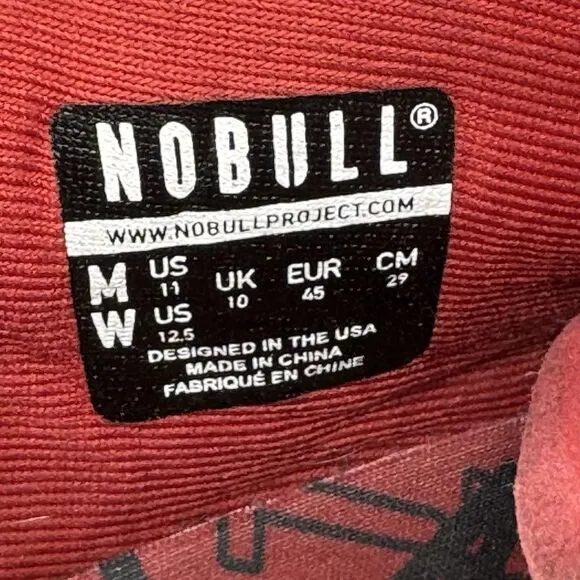 NOBULL®
WWW.NOBULLPROJECT.COM
M US 11 UK 10 EUR 45 CM 29
W US 12.5
DESIGNED IN THE USA
MADE IN CHINA
FABRIQUÉ EN CHINE